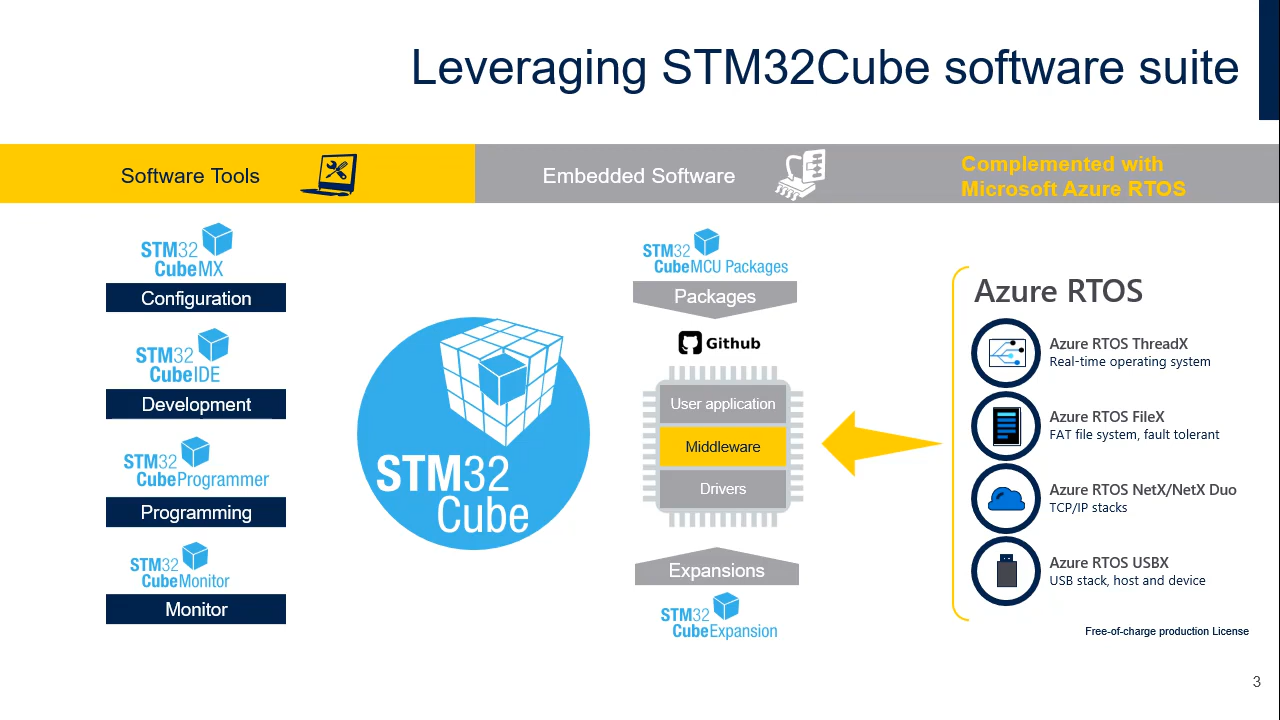 Leveraging STM32Cube software suite
Software Tools
Embedded Software
Complemented with
Microsoft Azure RTOS
STM32
CubeMX
Configuration
STM32
CubeIDE
Development
STM32
CubeProgrammer
Programming
STM32
CubeMonitor
Monitor
STM32
Cube
STM32
CubeMCU Packages
Packages
Github
User application
Middleware
Drivers
Expansions
STM32
CubeExpansion
Azure RTOS
Azure RTOS ThreadX
Real-time operating system
Azure RTOS FileX
FAT file system, fault tolerant
Azure RTOS NetX/NetX Duo
TCP/IP stacks
Azure RTOS USBX
USB stack, host and device
Free-of-charge production License
3